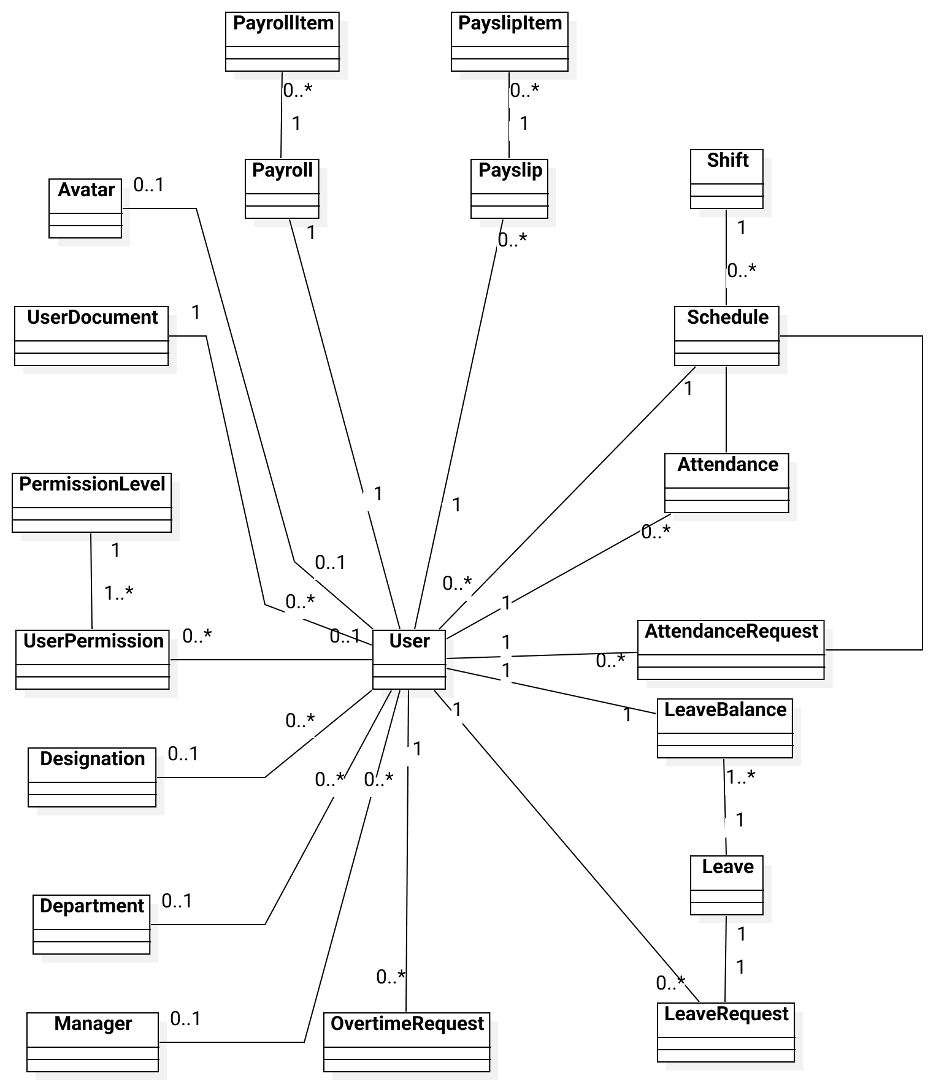 PayrollItem
PayslipItem
0..*
0..*
1
1
Payroll
Payslip
Shift
Avatar
0..1
1
0..*
1
0..*
UserDocument
1
Schedule
1
PermissionLevel
Attendance
1
1
0..*
1
0..1
1..*
0..*
0..*
1
UserPermission
0..*
0..1
User
1
0..*
AttendanceRequest
1
1
LeaveBalance
0..*
1
Designation
0..1
1
0..*
0..*
1..*
1
Leave
Department
0..1
1
1
0..*
0..*
Manager
0..1
OvertimeRequest
LeaveRequest